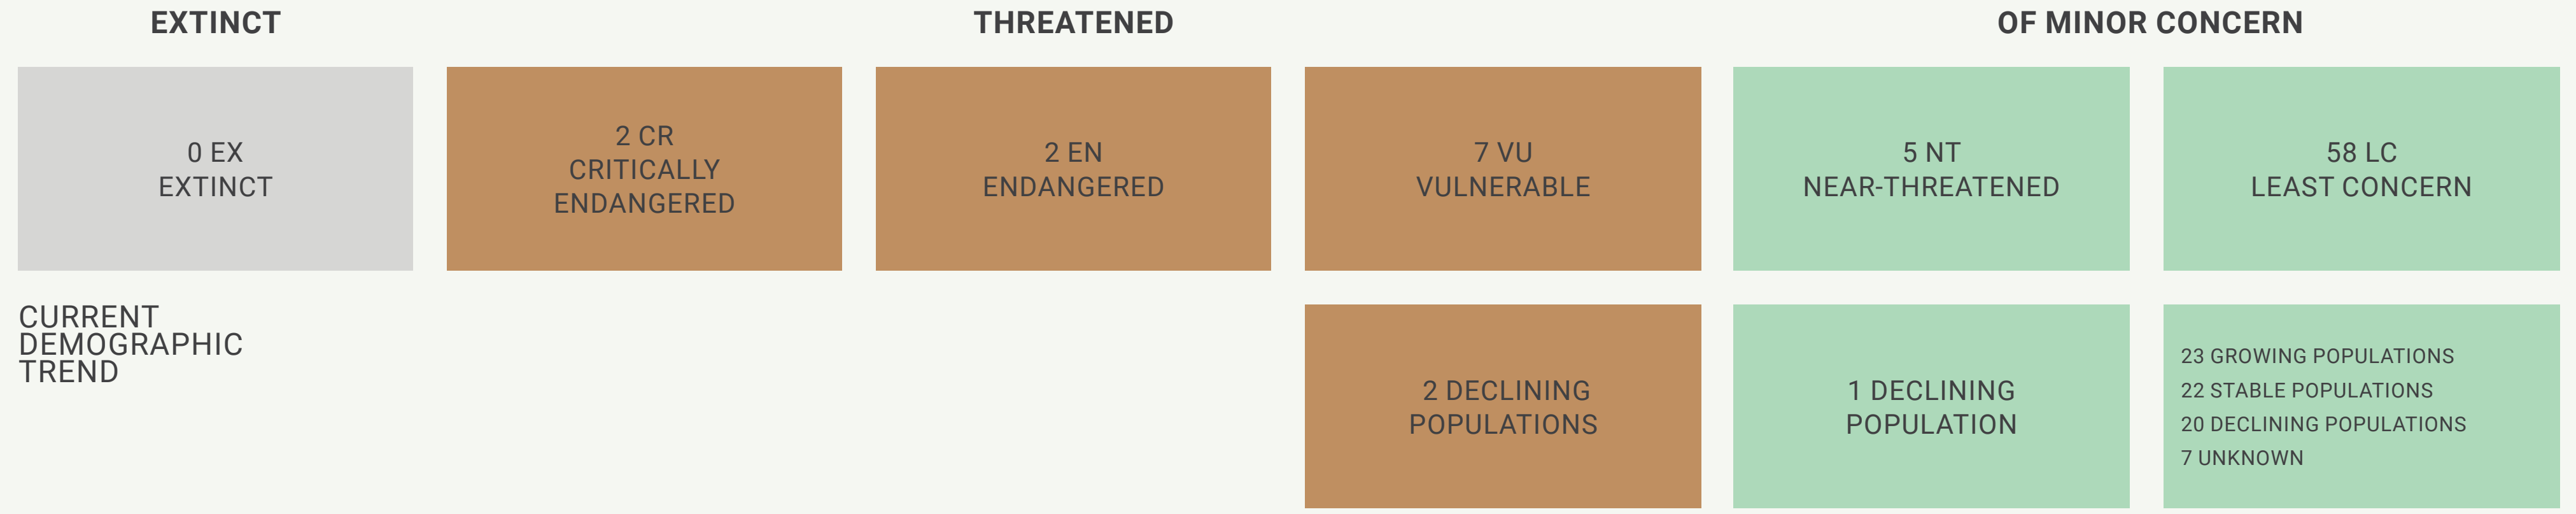 EXTINCT
THREATENED
OF MINOR CONCERN
0 EX
EXTINCT
2 CR
CRITICALLY
ENDANGERED
2 EN
ENDANGERED
7 VU
VULNERABLE
5 NT
NEAR-THREATENED
58 LC
LEAST CONCERN
CURRENT
DEMOGRAPHIC
TREND
2 DECLINING
POPULATIONS
1 DECLINING
POPULATION
23 GROWING POPULATIONS
22 STABLE POPULATIONS
20 DECLINING POPULATIONS
7 UNKNOWN